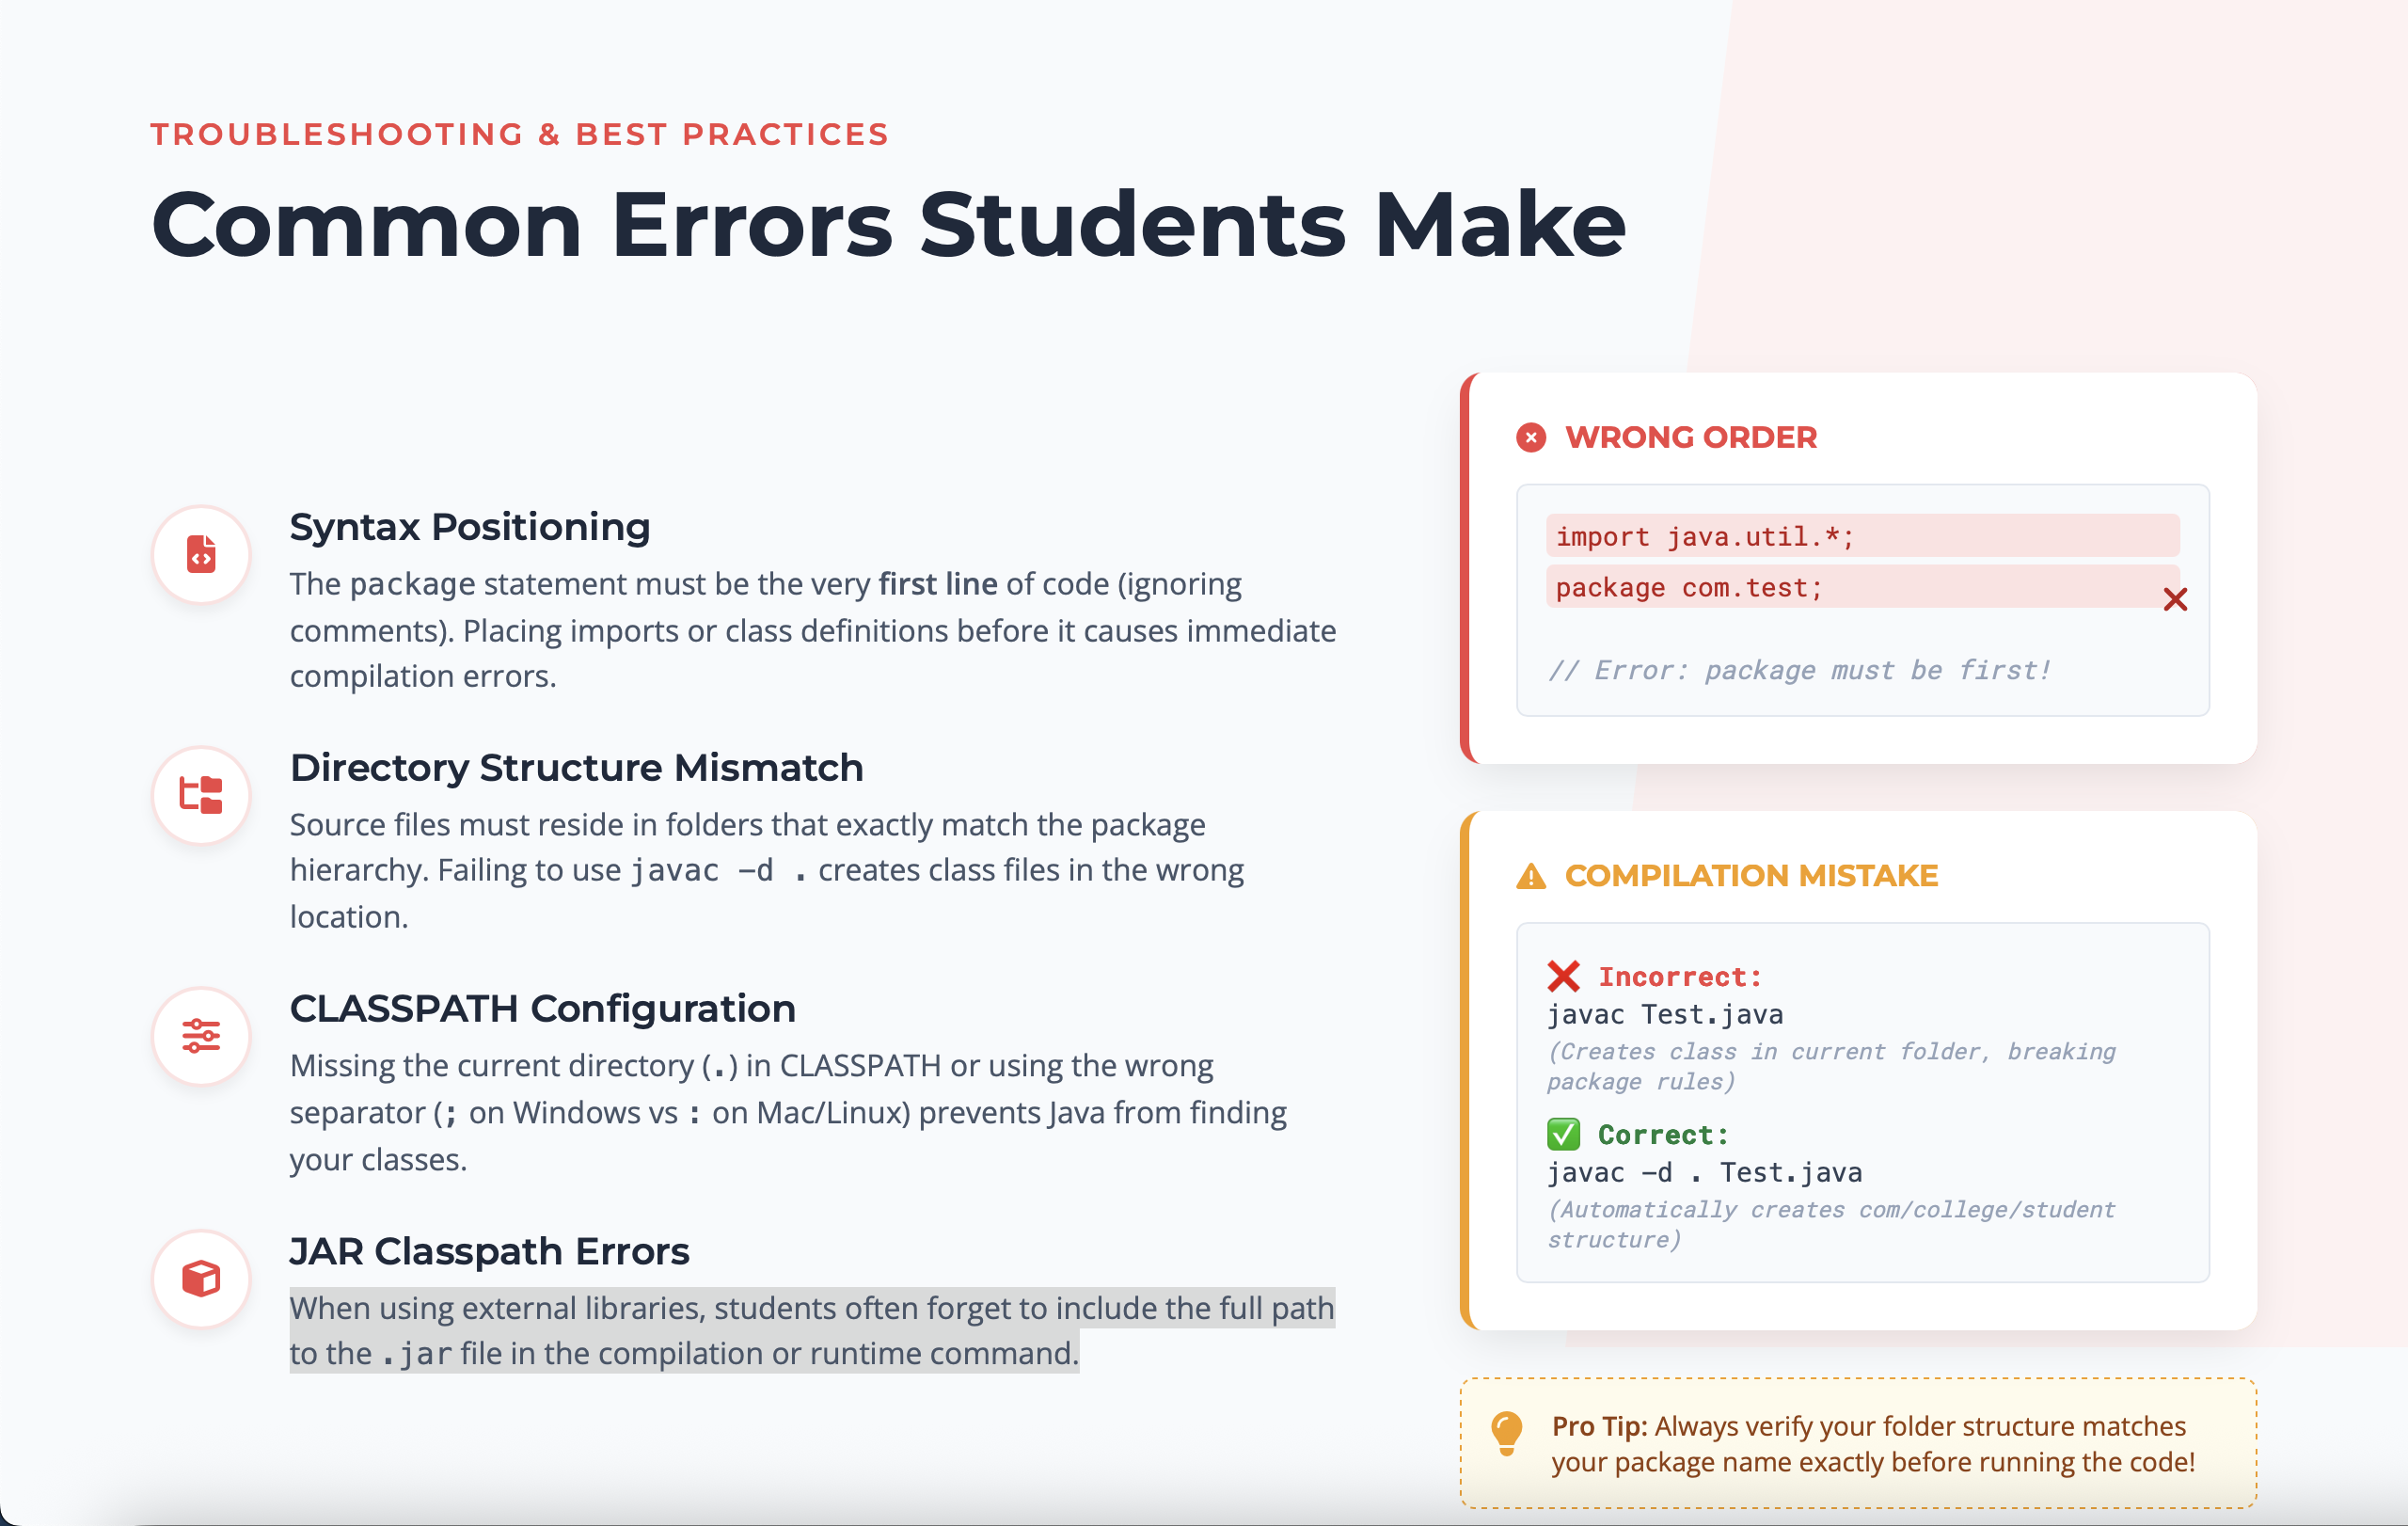 TROUBLESHOOTING & BEST PRACTICES
Common Errors Students Make
Syntax Positioning
The package statement must be the very first line of code (ignoring
comments). Placing imports or class definitions before it causes immediate
compilation errors.
Directory Structure Mismatch
Source files must reside in folders that exactly match the package
hierarchy. Failing to use javac -d . creates class files in the wrong
location.
CLASSPATH Configuration
Missing the current directory (.) in CLASSPATH or using the wrong
separator (; on Windows vs : on Mac/Linux) prevents Java from finding
your classes.
JAR Classpath Errors
When using external libraries, students often forget to include the full path
to the .jar file in the compilation or runtime command.
WRONG ORDER
import java.util.*;
package com.test;
// Error: package must be first!
COMPILATION MISTAKE
❌ Incorrect:
javac Test.java
(Creates class in current folder, breaking
package rules)
✅ Correct:
javac -d . Test.java
(Automatically creates com/college/student
structure)
Pro Tip: Always verify your folder structure matches
your package name exactly before running the code!